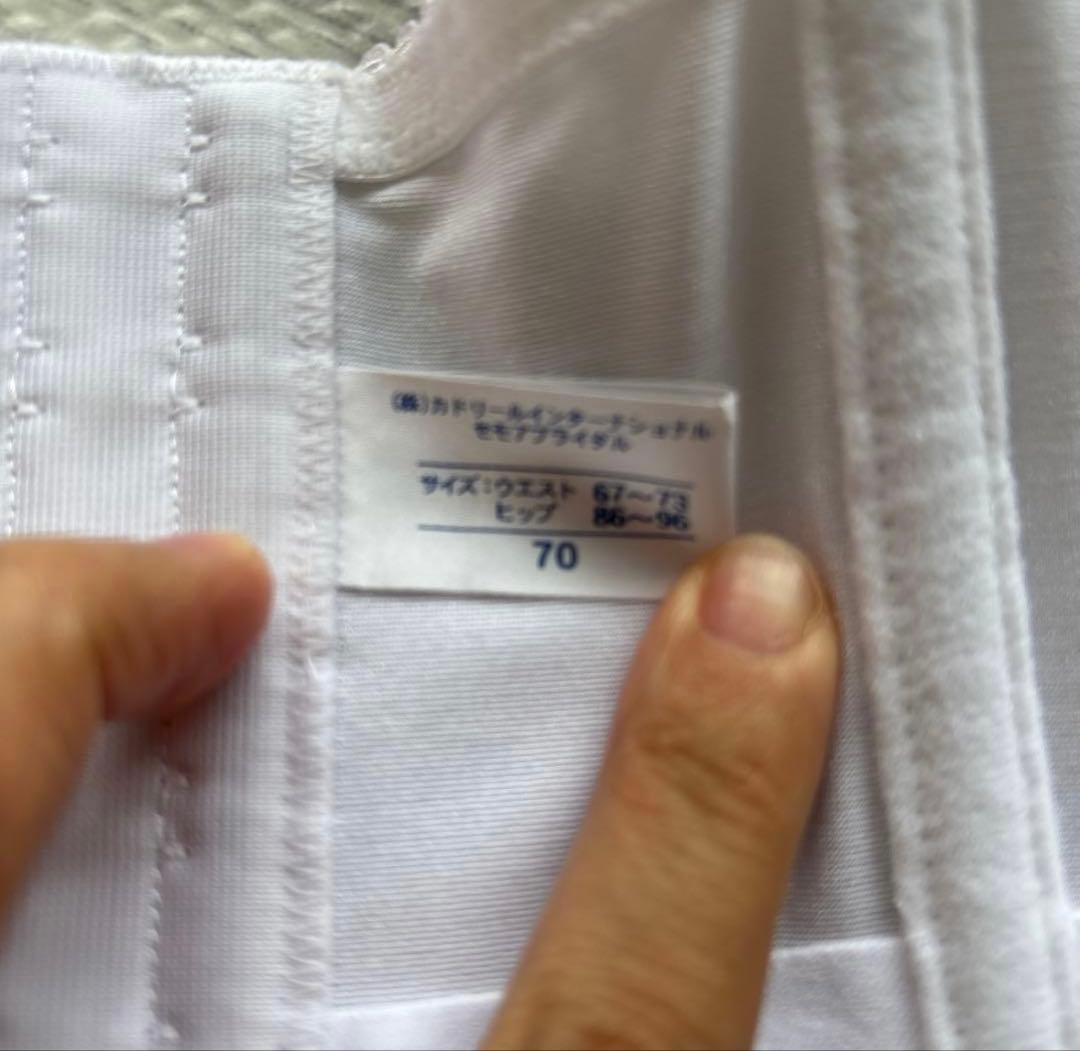 (株)カドリールインターナショナル
セモアブライダル
サイズ:ウエスト 67〜73
ヒップ 86〜96
70